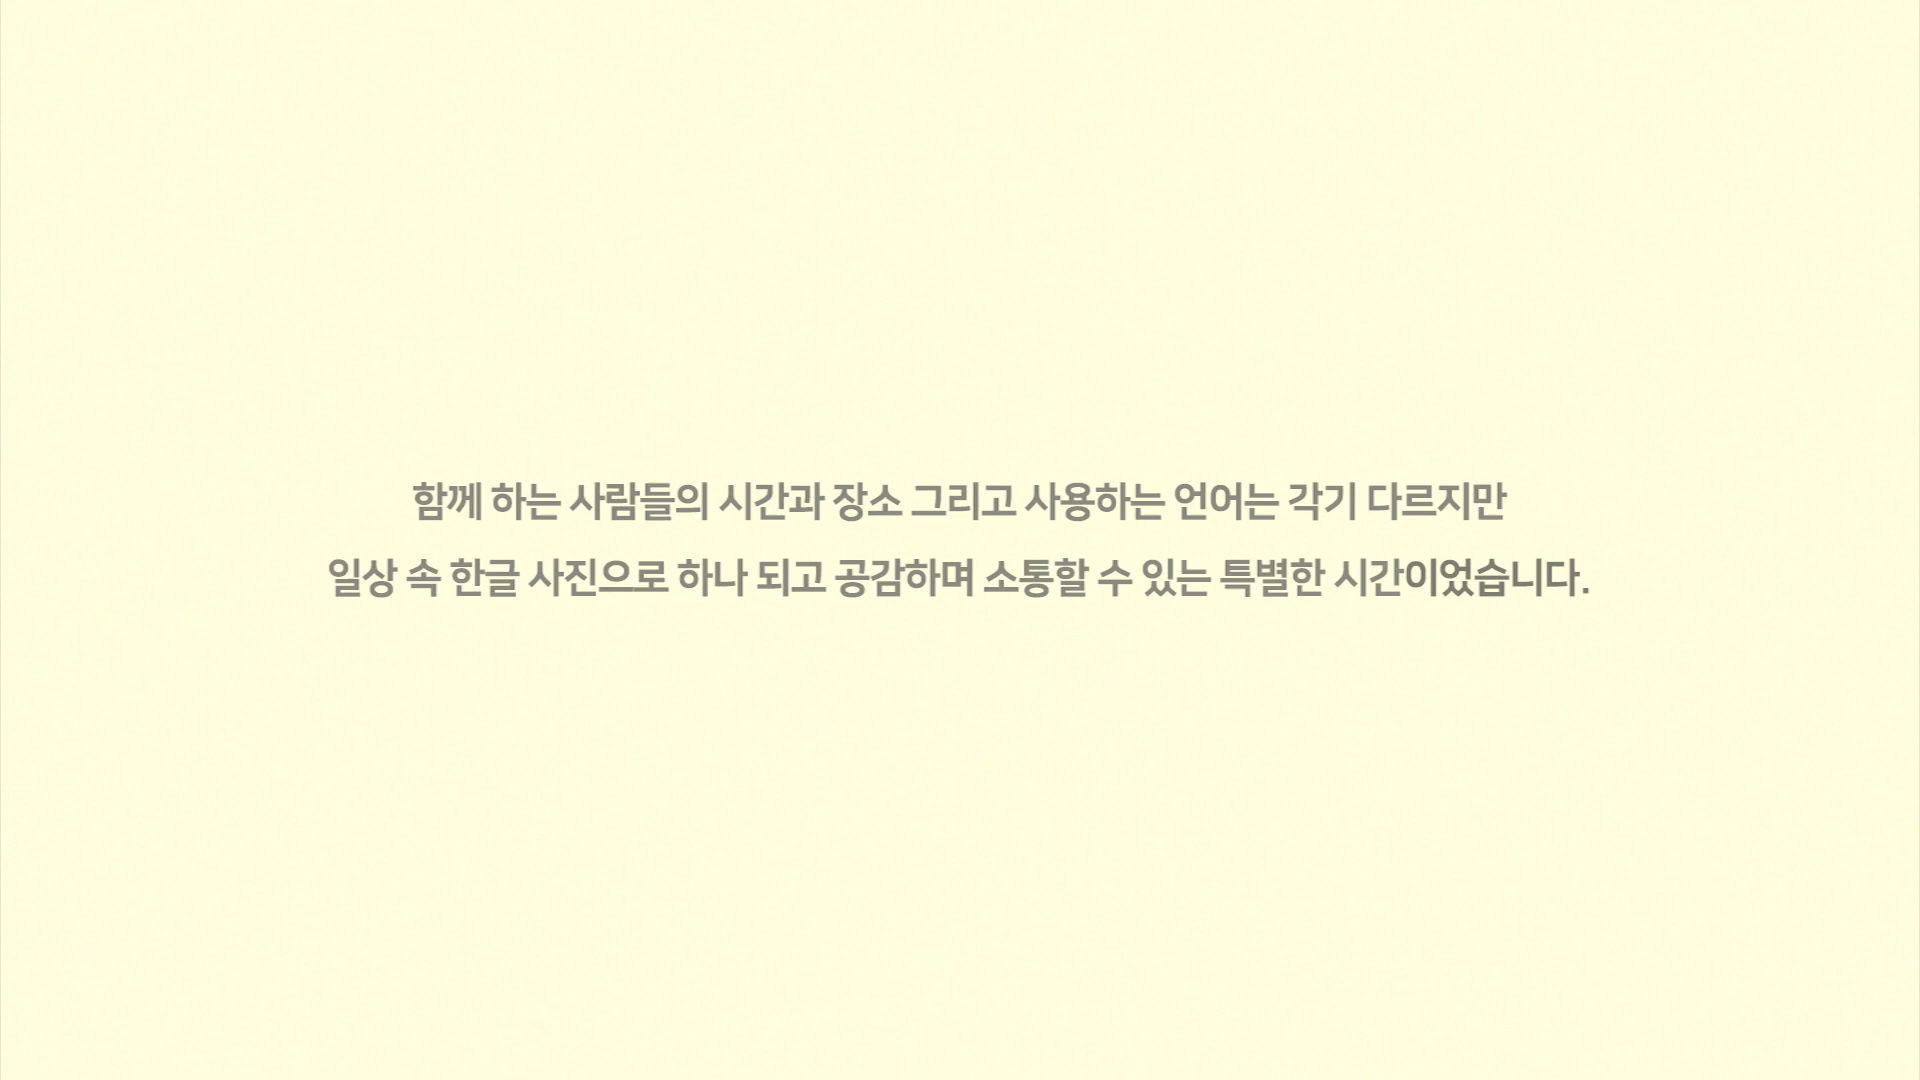 함께 하는 사람들의 시간과 장소 그리고 사용하는 언어는 각기 다르지만
일상 속 한글 사진으로 하나 되고 공감하며 소통할 수 있는 특별한 시간이었습니다.